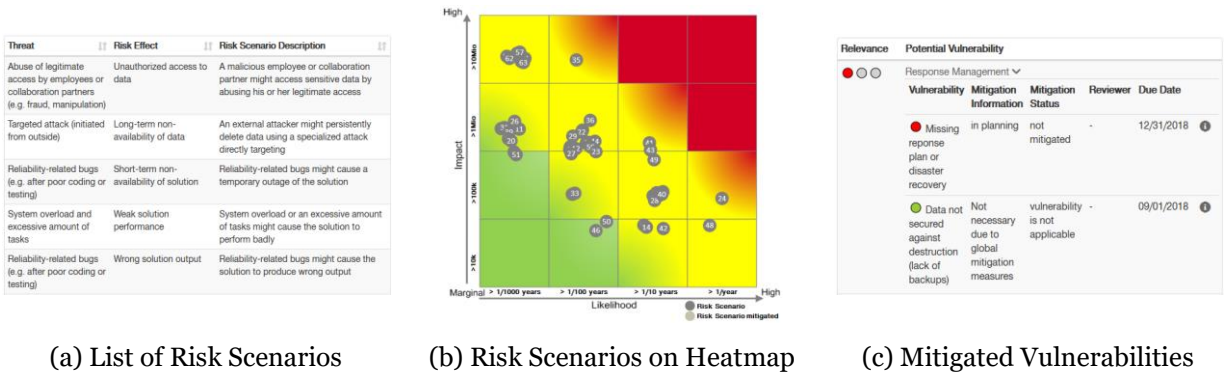 Threat Risk Effect Risk Scenario Description
Abuse of legitimate Unauthorized access to A malicious employee or collaboration
access by employees or data partner might access sensitive data by
collaboration partners abusing his or her legitimate access
(e.g. fraud, manipulation)
Targeted attack (initiated Long-term non- An external attacker might persistently
from outside) availability of data delete data using a specialized attack
directly targeting
Reliability-related bugs Short-term non- Reliability-related bugs might cause a
(e.g. after poor coding or availability of solution temporary outage of the solution
testing)
System overload and Weak solution System overload or an excessive amount
excessive amount of performance of tasks might cause the solution to
tasks perform badly
Reliability-related bugs Wrong solution output Reliability-related bugs might cause the
(e.g. after poor coding or solution to produce wrong output
testing)
(a) List of Risk Scenarios
High
>10Mio
>1Mio
>100k
>10k
Impact
57
62
63
35
26
21
20
51
36
22
29
24
27
23
41
43
49
33
40
28
24
50
46
14
42
48
Marginal > 1/1000 years > 1/100 years > 1/10 years > 1/year High
Likelihood
Risk Scenario
Risk Scenario mitigated
(b) Risk Scenarios on Heatmap
Relevance Potential Vulnerability
Response Management
Vulnerability Mitigation Mitigation Reviewer Due Date
Information Status
Missing in planning not - 12/31/2018
reponse mitigated
plan or
disaster
recovery
Data not Not vulnerability - 09/01/2018
secured necessary is not
against due to applicable
destruction global
(lack of mitigation
backups) measures
(c) Mitigated Vulnerabilities